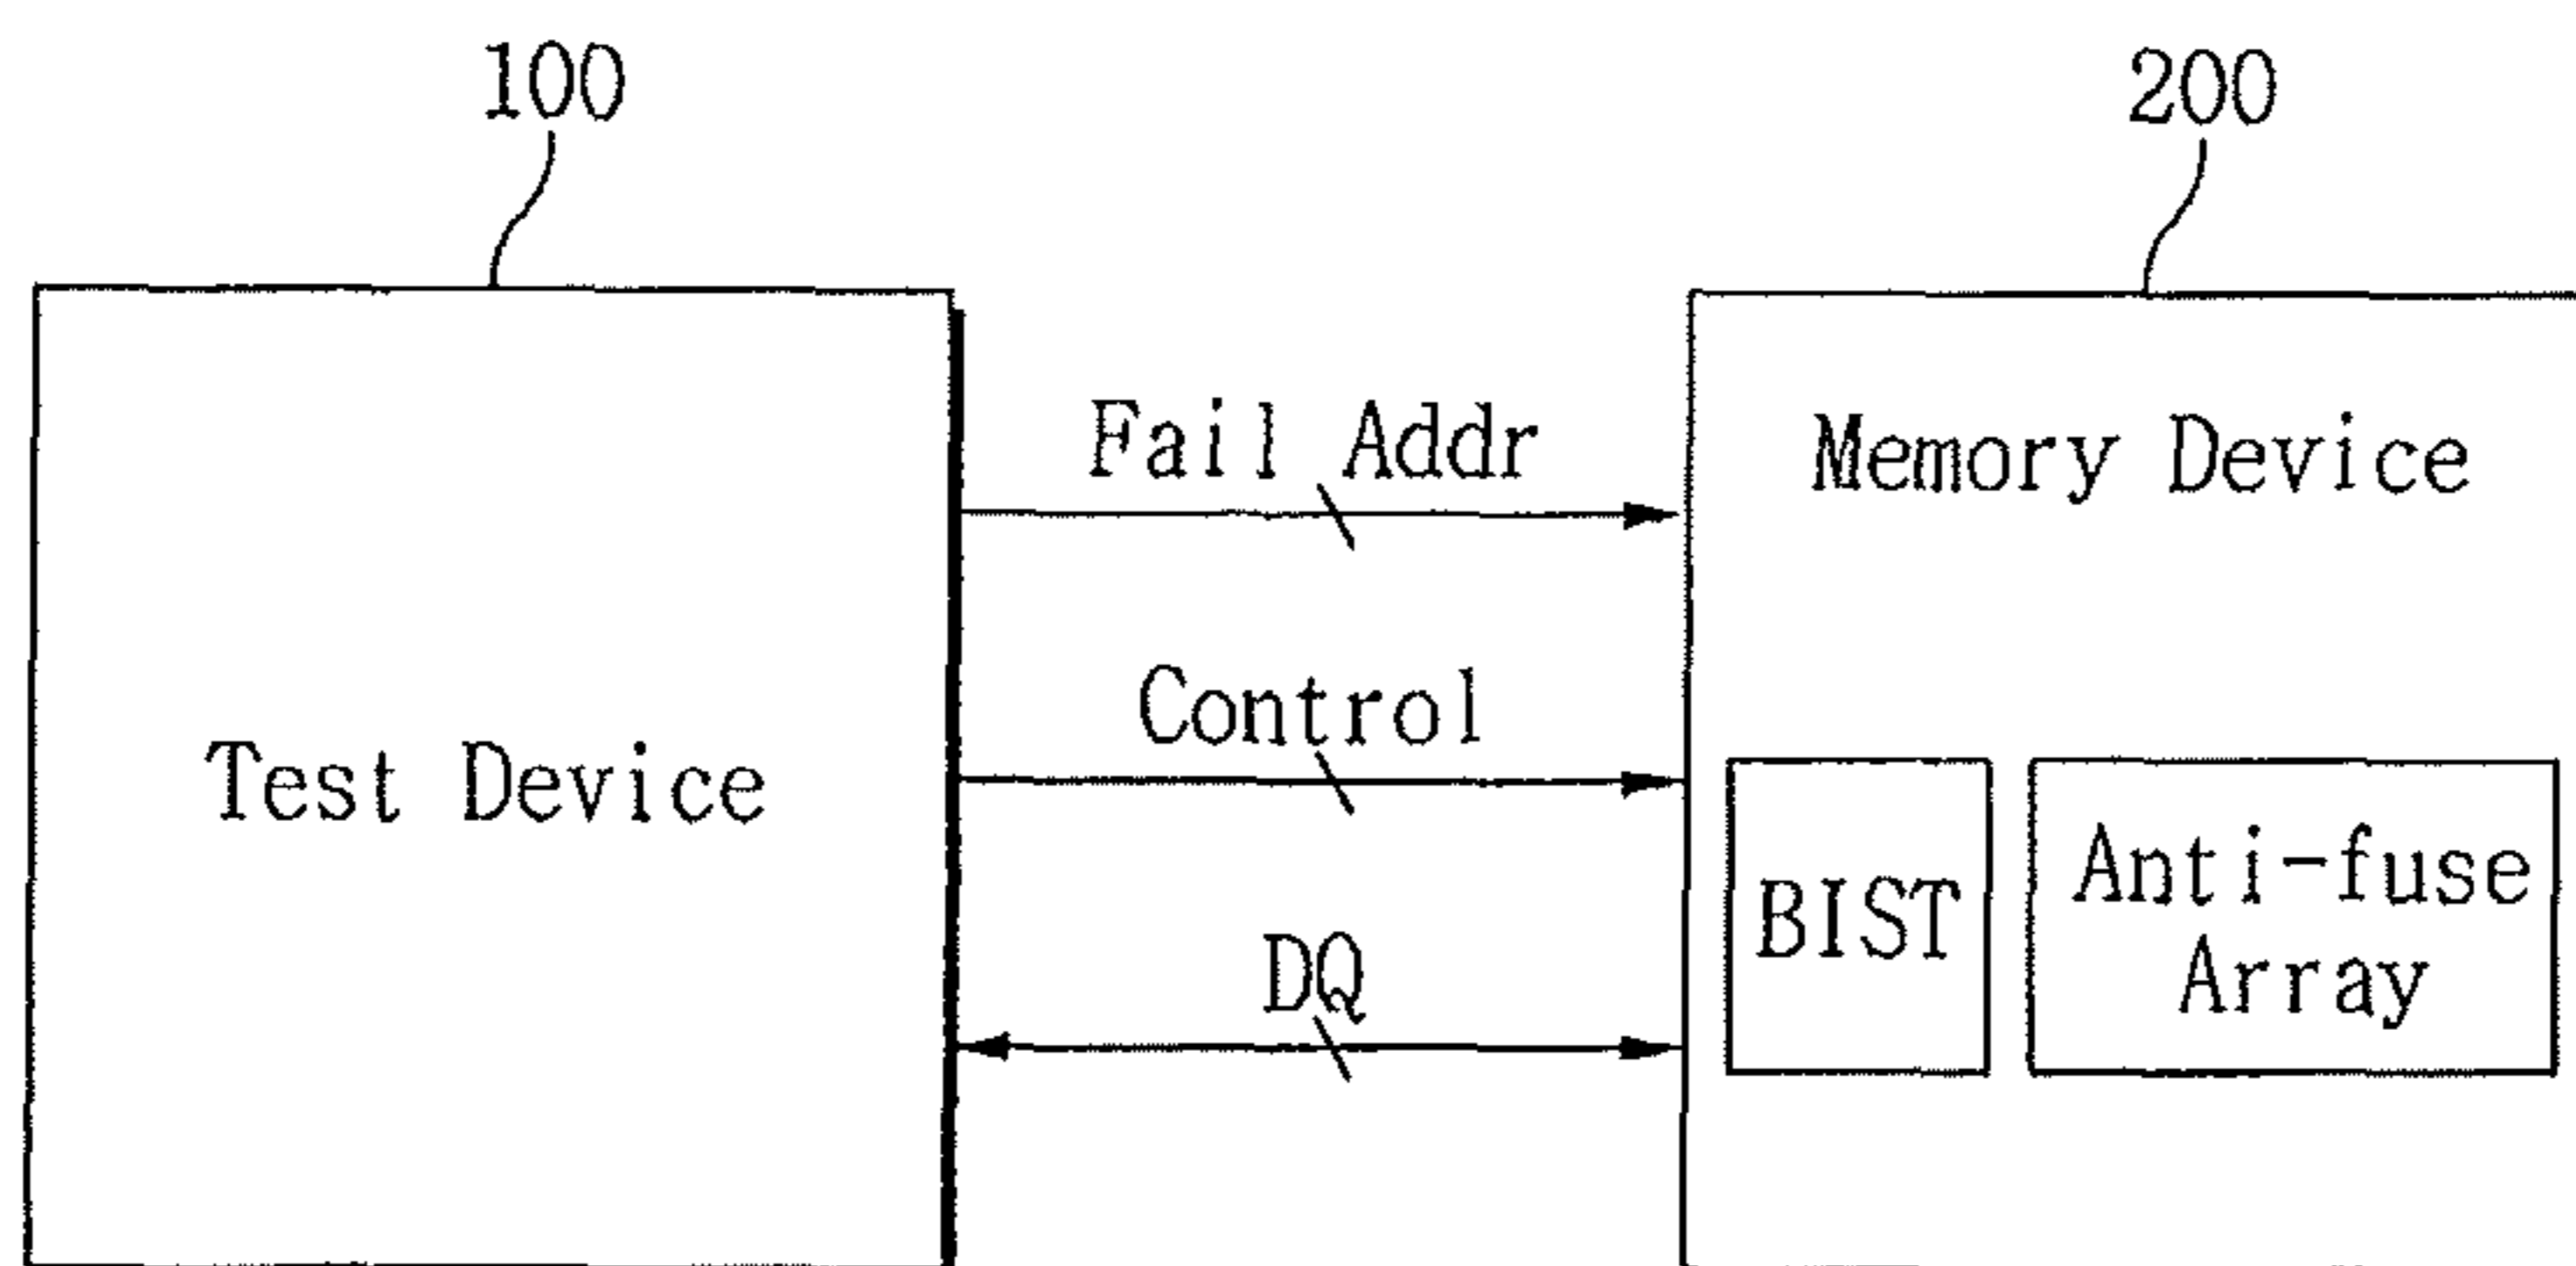 100
200
Fail Addr
Memory Device
Control
Test Device
BIST
Anti-fuse
Array
DQ